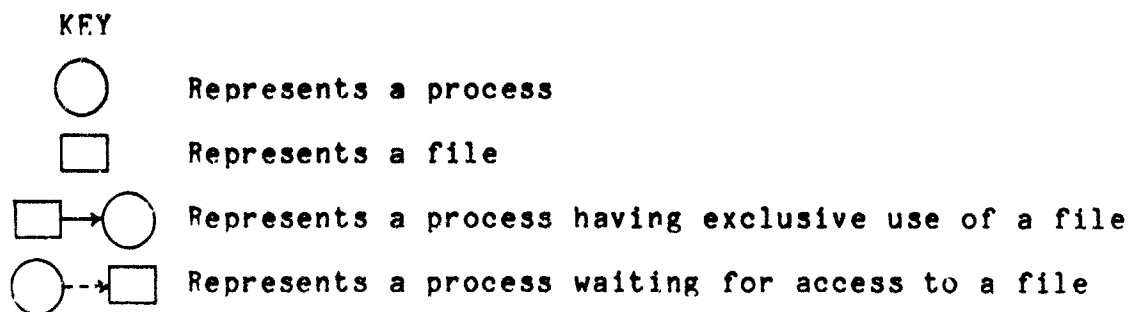 KEY
Represents a process
Represents a file
Represents a process having exclusive use of a file
Represents a process waiting for access to a file